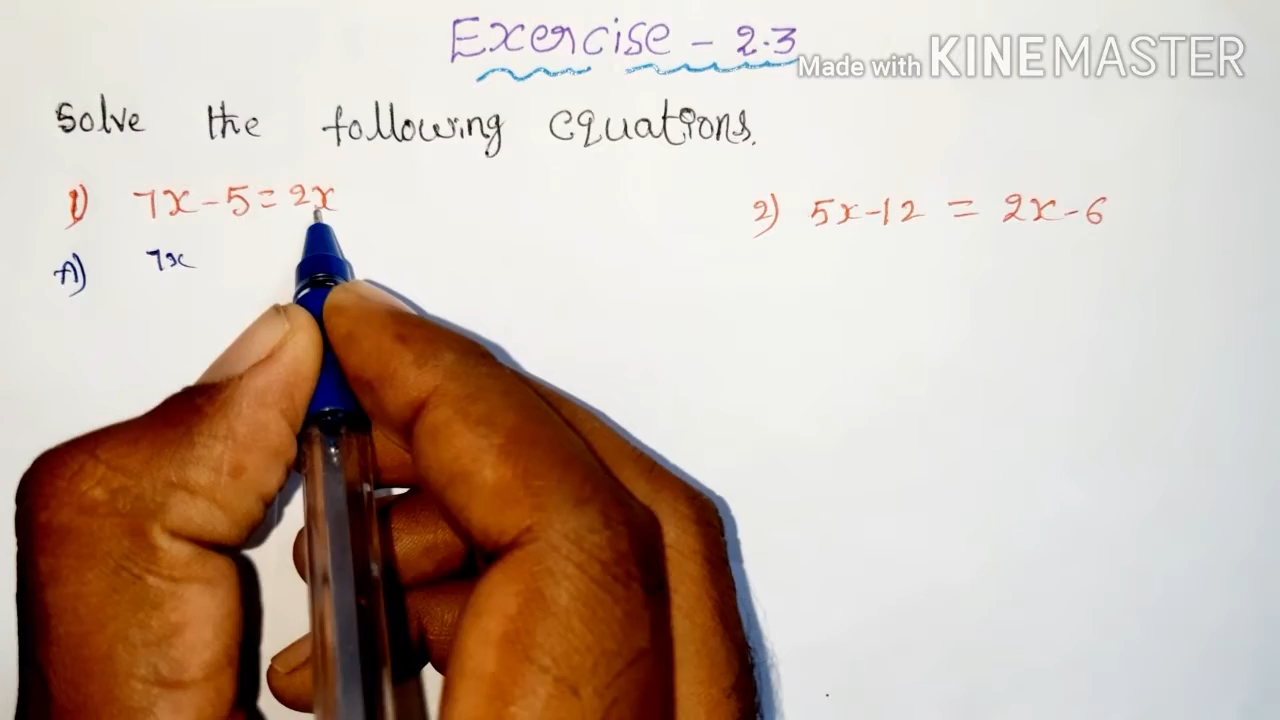 Exercise - 2.3
Made with KINEMASTER
Solve the following equations.
1) 7x - 5 = 2x
2) 5x - 12 = 2x - 6
A) 7x